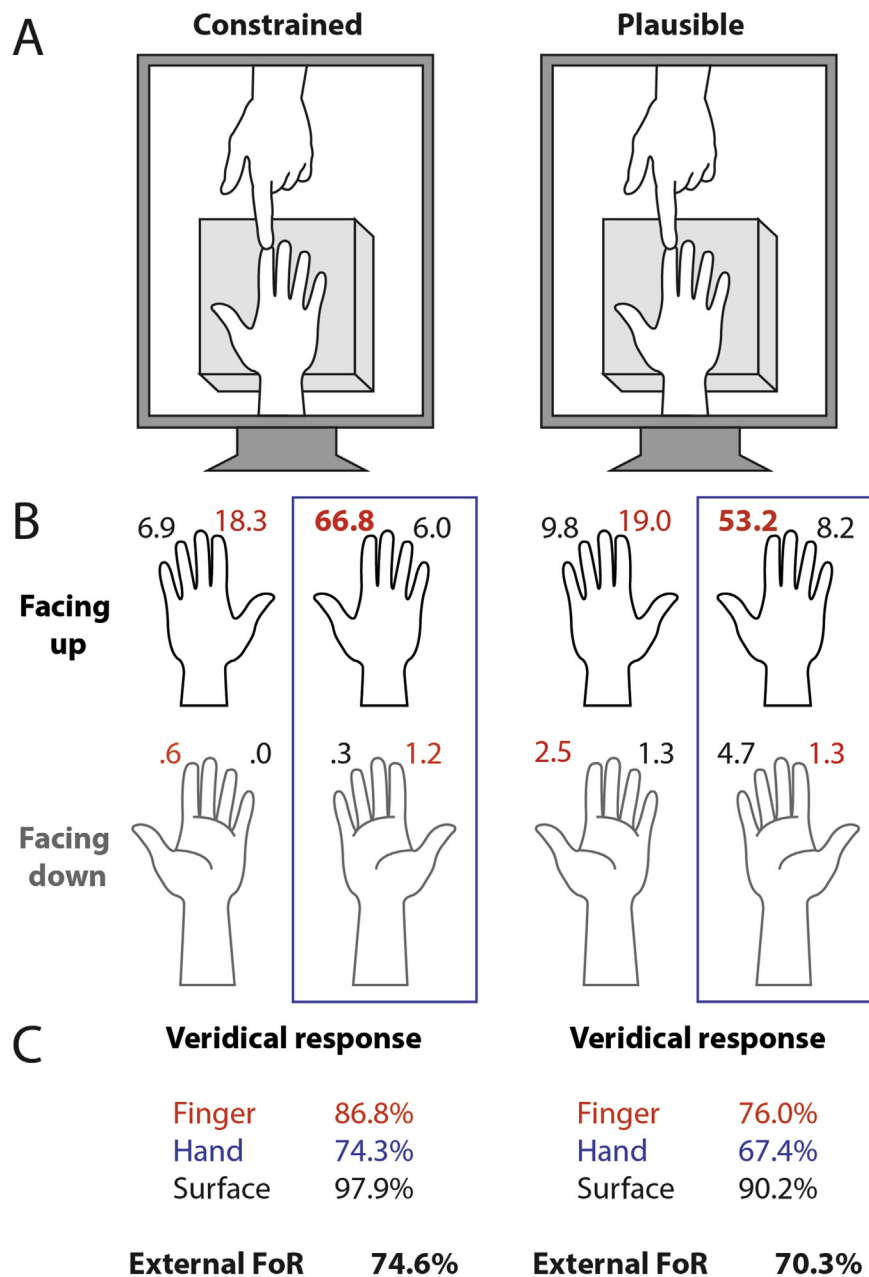 A
Constrained
Plausible
B
6.9 18.3 66.8 6.0 9.8 19.0 53.2 8.2
Facing
up
.6 .0 .3 1.2 2.5 1.3 4.7 1.3
Facing
down
C
Veridical response
Veridical response
Finger 86.8%
Finger 76.0%
Hand 74.3%
Hand 67.4%
Surface 97.9%
Surface 90.2%
External FoR 74.6%
External FoR 70.3%